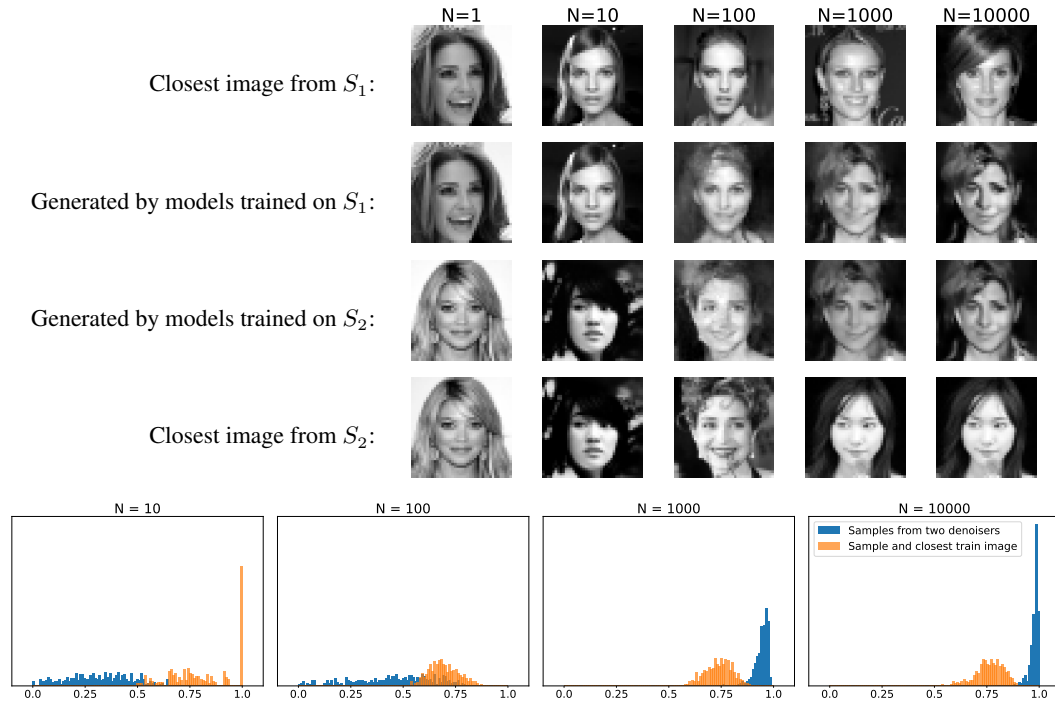 N=1 N=10 N=100 N=1000 N=10000
Closest image from S₁:
Generated by models trained on S₁:
Generated by models trained on S₂:
Closest image from S₂:
N = 10 N = 100 N = 1000 N = 10000
Samples from two denoisers
Sample and closest train image
0.0 0.25 0.5 0.75 1.0 0.0 0.25 0.5 0.75 1.0 0.0 0.25 0.5 0.75 1.0 0.0 0.25 0.5 0.75 1.0